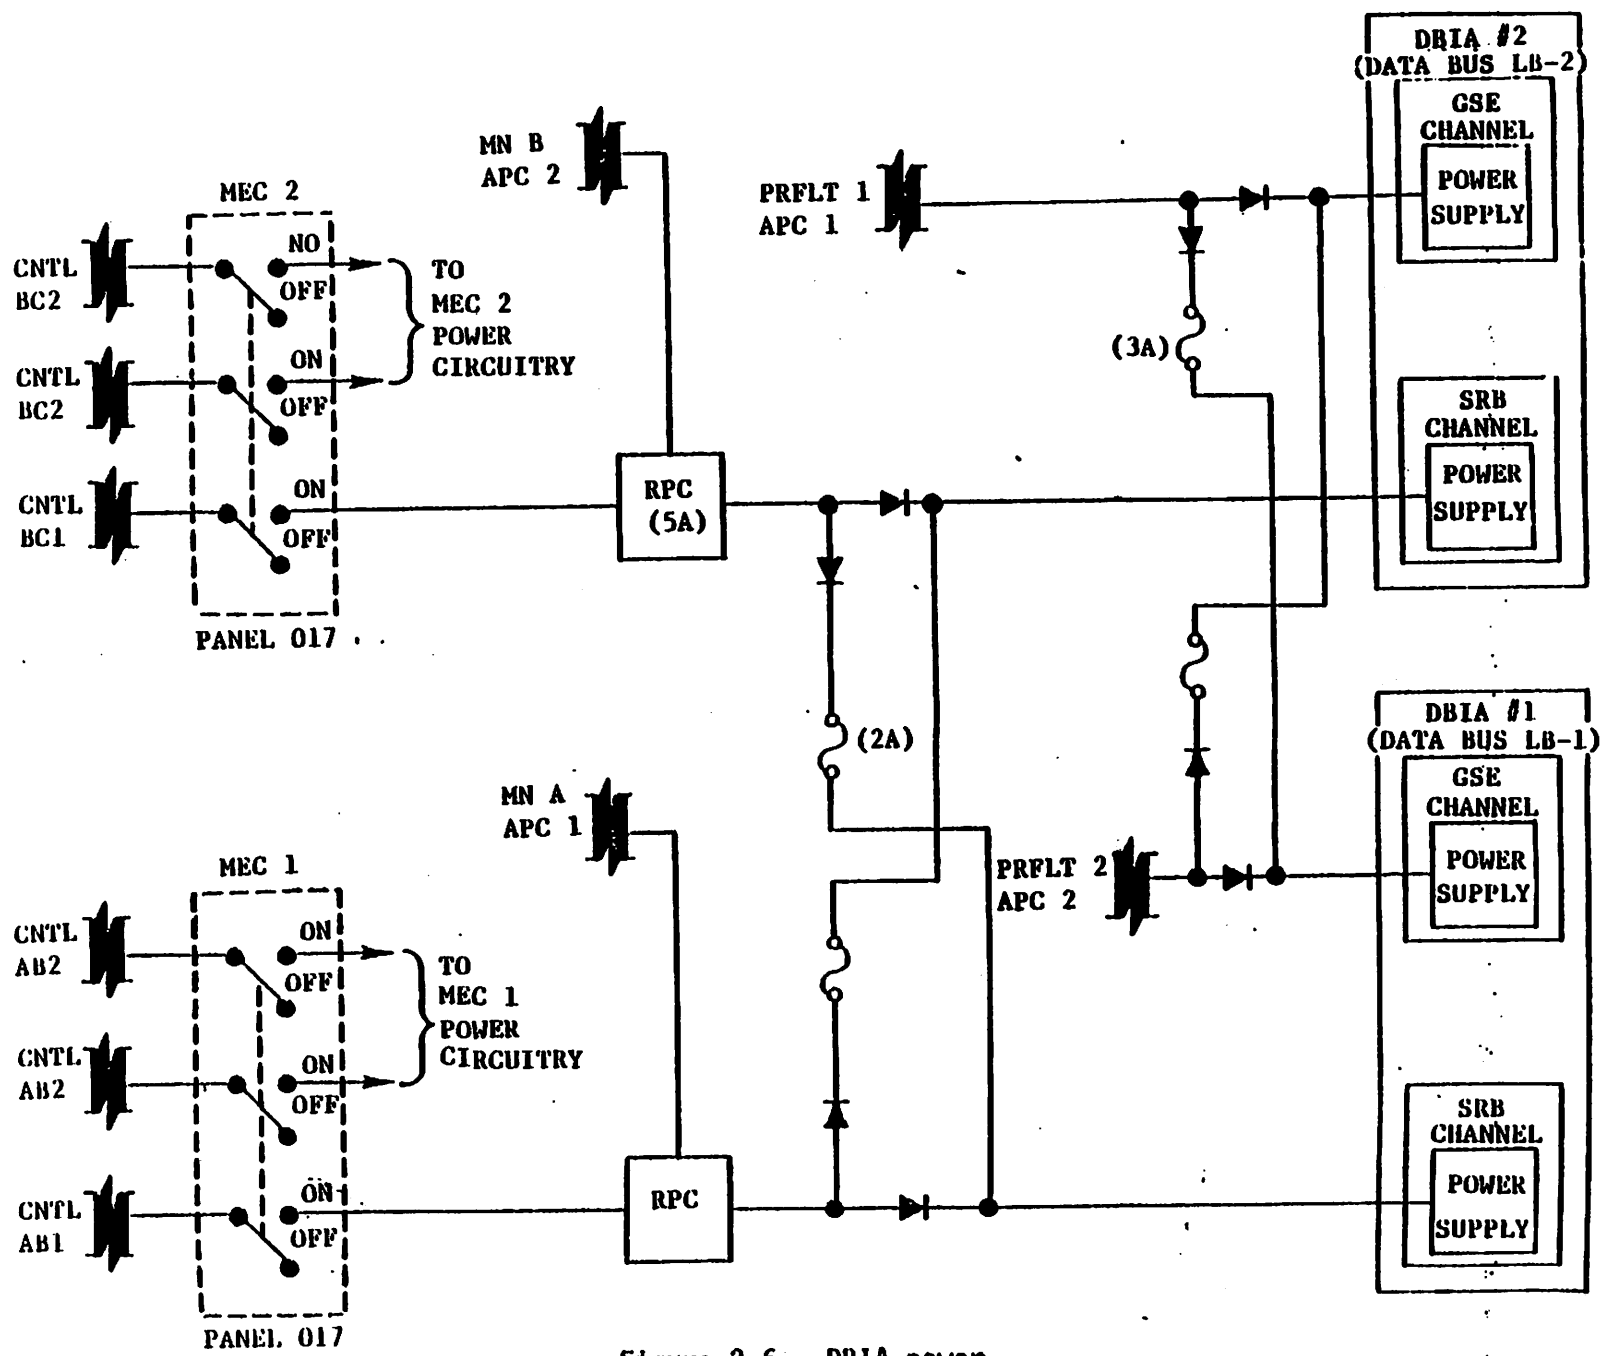 DBIA #2
(DATA BUS LB-2)
GSE
CHANNEL
POWER
SUPPLY
SRB
CHANNEL
POWER
SUPPLY
MN B
APC 2
PRFLT 1
APC 1
(3A)
MEC 2
CNTL
BC2
NO
OFF
CNTL
BC2
ON
OFF
CNTL
BC1
ON
OFF
TO
MEC 2
POWER
CIRCUITRY
PANEL 017
RPC
(5A)
(2A)
DBIA #1
(DATA BUS LB-1)
GSE
CHANNEL
POWER
SUPPLY
SRB
CHANNEL
POWER
SUPPLY
MN A
APC 1
PRFLT 2
APC 2
MEC 1
CNTL
AB2
ON
OFF
CNTL
AB2
ON
OFF
CNTL
AB1
ON
OFF
TO
MEC 1
POWER
CIRCUITRY
RPC
PANEL 017
DBIA power